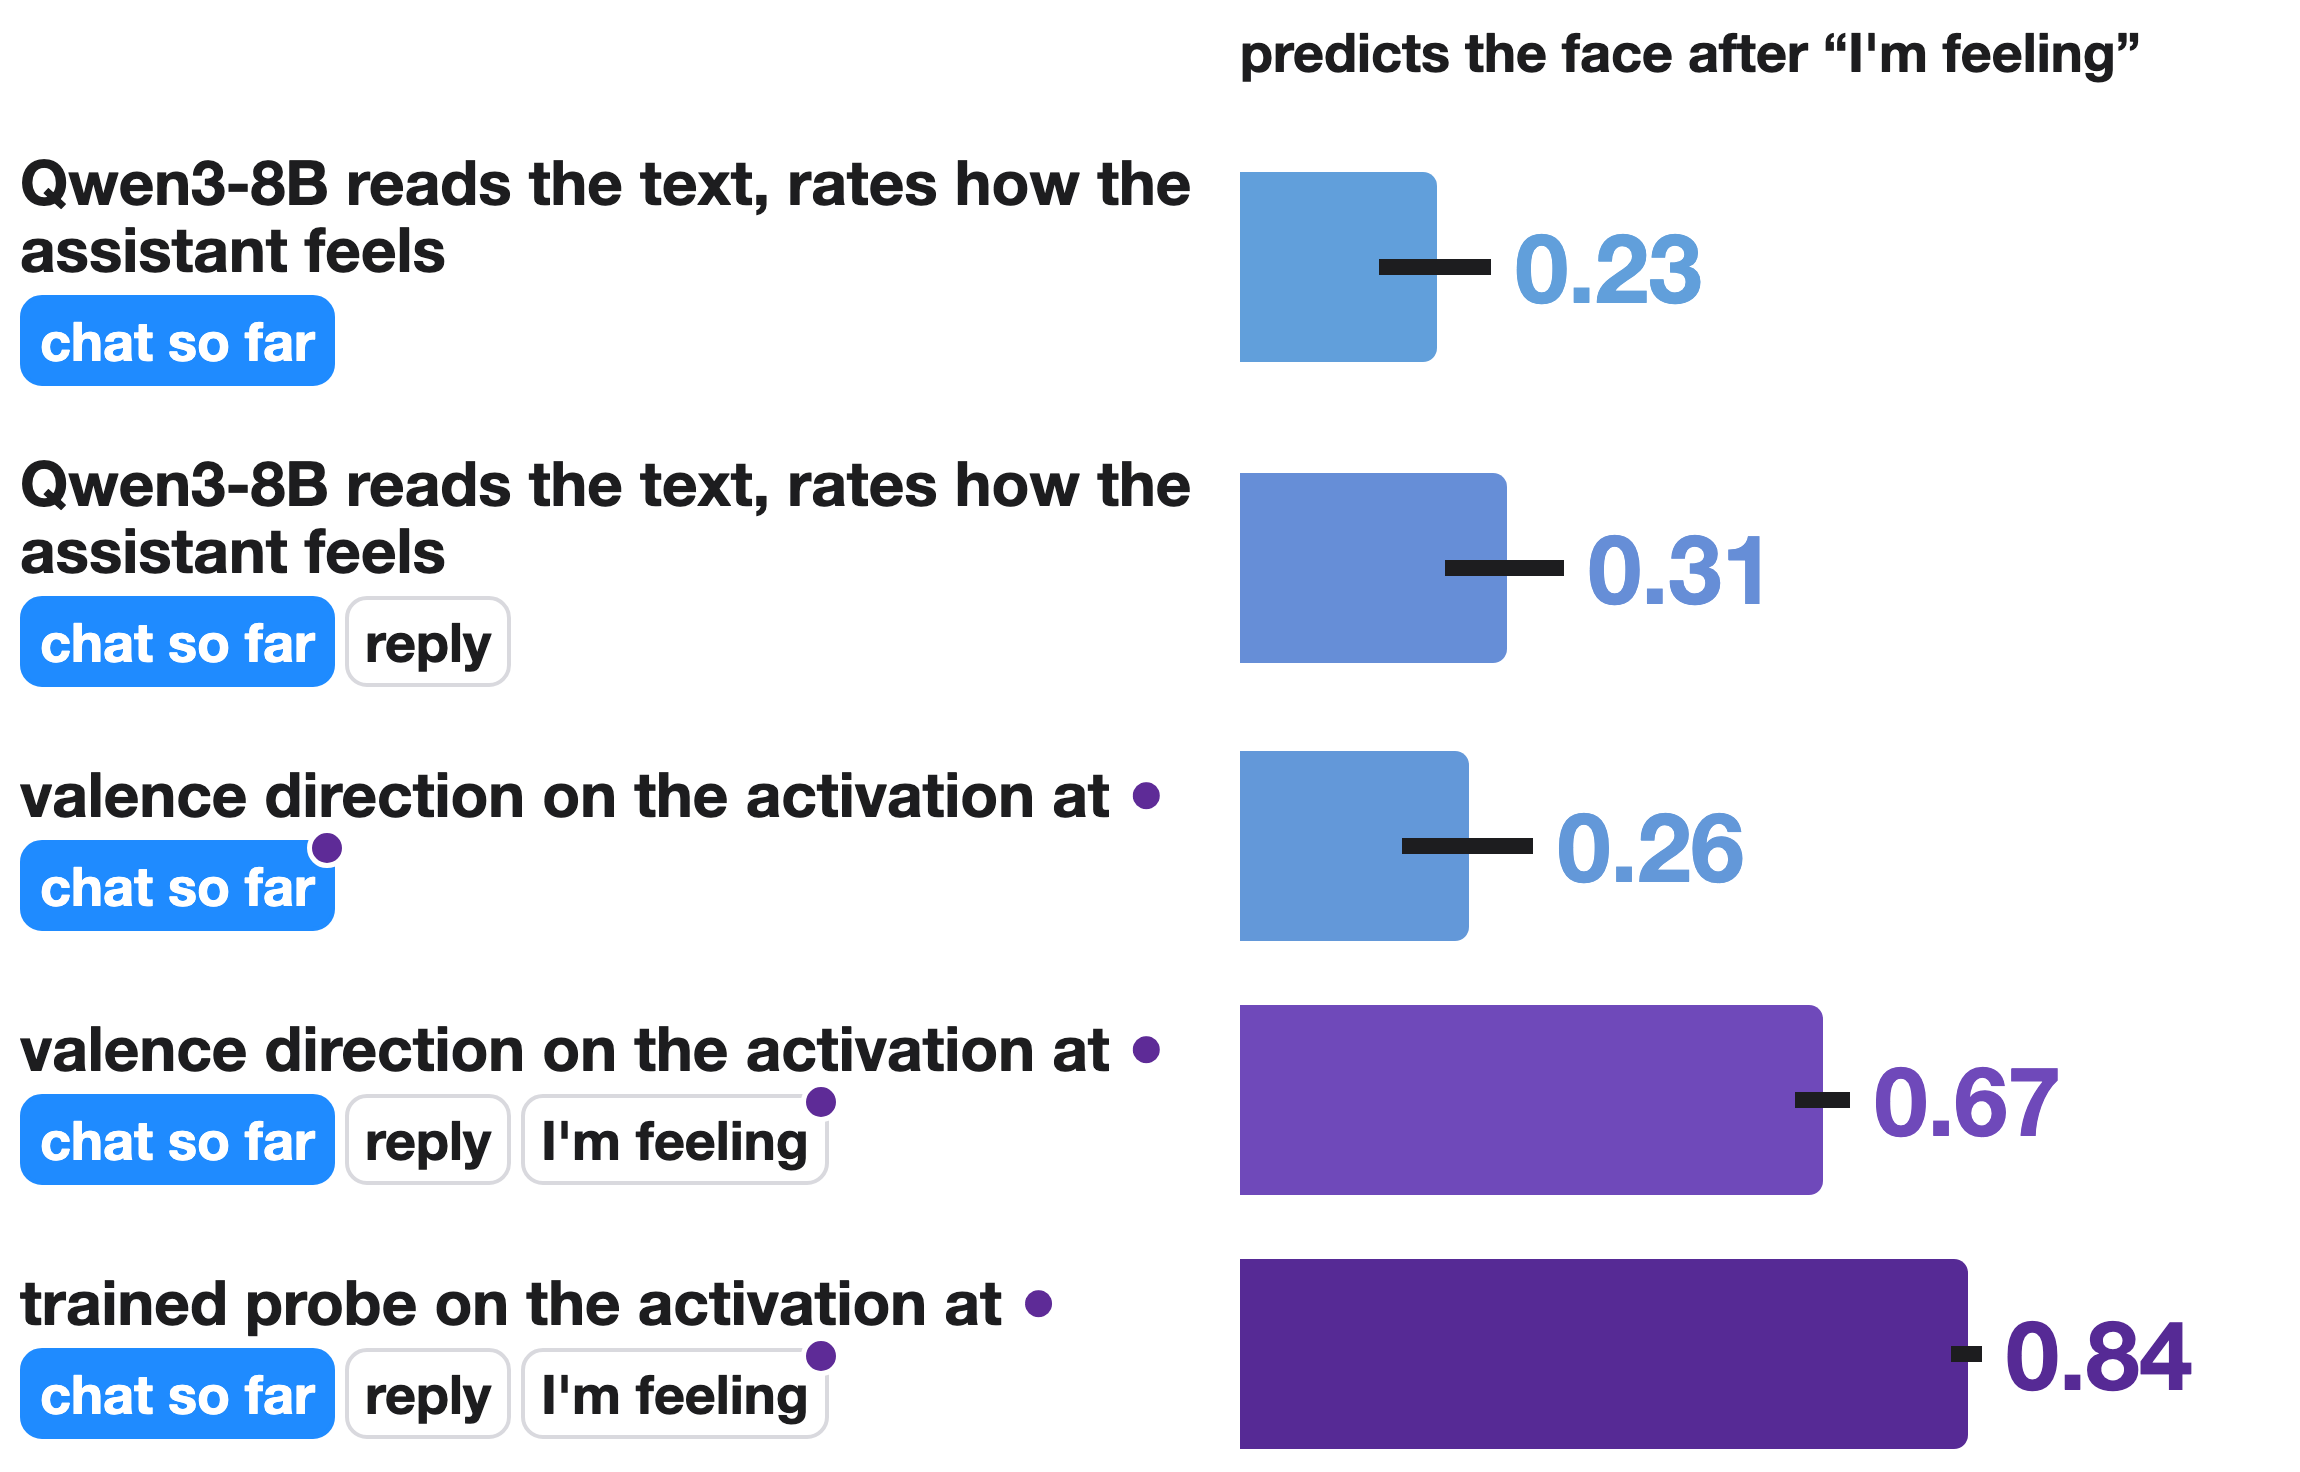 predicts the face after “I'm feeling”
Qwen3-8B reads the text, rates how the
assistant feels
chat so far
0.23
Qwen3-8B reads the text, rates how the
assistant feels
chat so far reply
0.31
valence direction on the activation at
chat so far
0.26
valence direction on the activation at
chat so far reply I'm feeling
0.67
trained probe on the activation at
chat so far reply I'm feeling
0.84